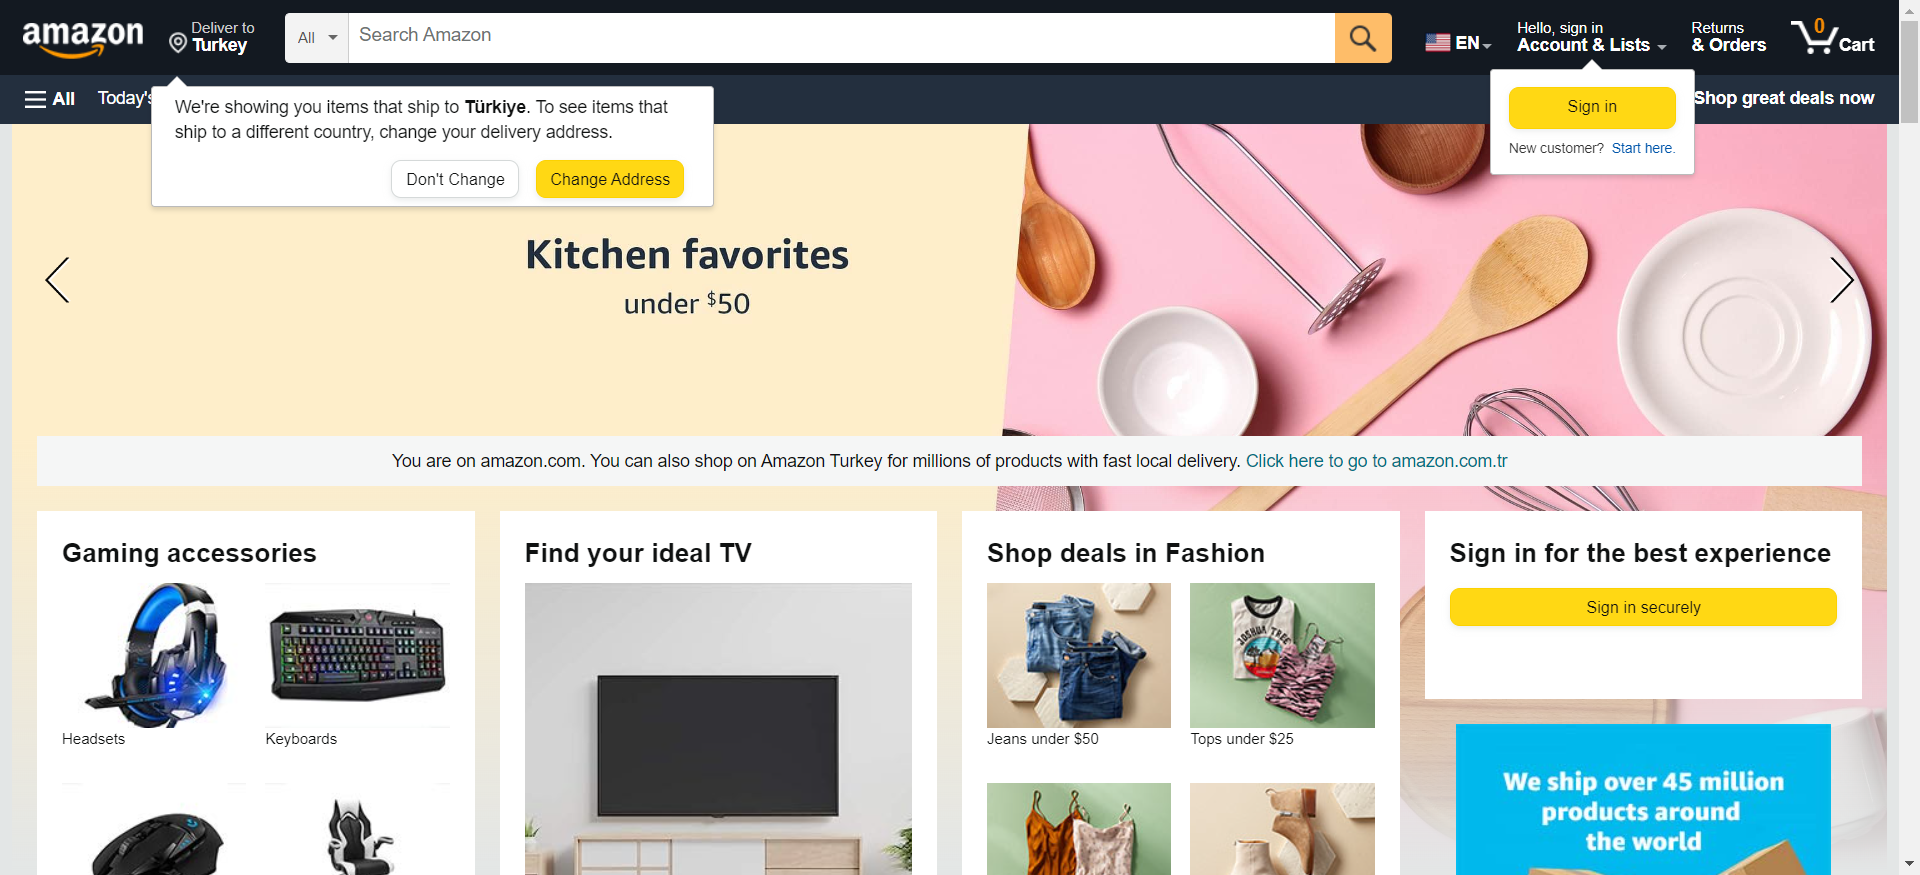 amazon
Deliver to
Turkey
All
Search Amazon
EN
Hello, sign in
Account & Lists
Returns
& Orders
0
Cart
All
Today's
Shop great deals now
We're showing you items that ship to Türkiye. To see items that
ship to a different country, change your delivery address.
Don't Change
Change Address
Sign in
New customer? Start here.
Kitchen favorites
under $50
You are on amazon.com. You can also shop on Amazon Turkey for millions of products with fast local delivery. Click here to go to amazon.com.tr
Gaming accessories
Headsets
Keyboards
Find your ideal TV
Shop deals in Fashion
JOSHUA TREE
Jeans under $50
Tops under $25
Sign in for the best experience
Sign in securely
We ship over 45 million
products around
the world